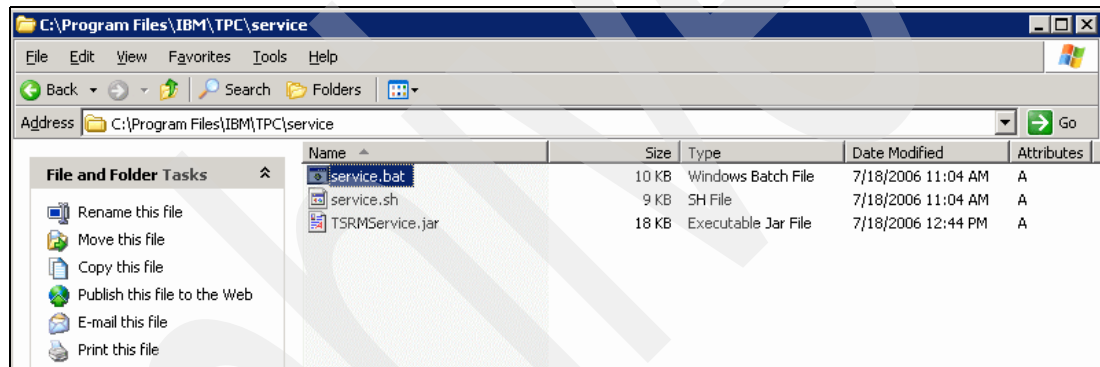 C:\Program Files\IBM\TPC\service
File Edit View Favorites Tools Help
Back Search Folders
Address C:\Program Files\IBM\TPC\service Go
Name Size Type Date Modified Attributes
service.bat 10 KB Windows Batch File 7/18/2006 11:04 AM A
service.sh 9 KB SH File 7/18/2006 11:04 AM A
TSRMService.jar 18 KB Executable Jar File 7/18/2006 12:44 PM A
File and Folder Tasks
Rename this file
Move this file
Copy this file
Publish this file to the Web
E-mail this file
Print this file